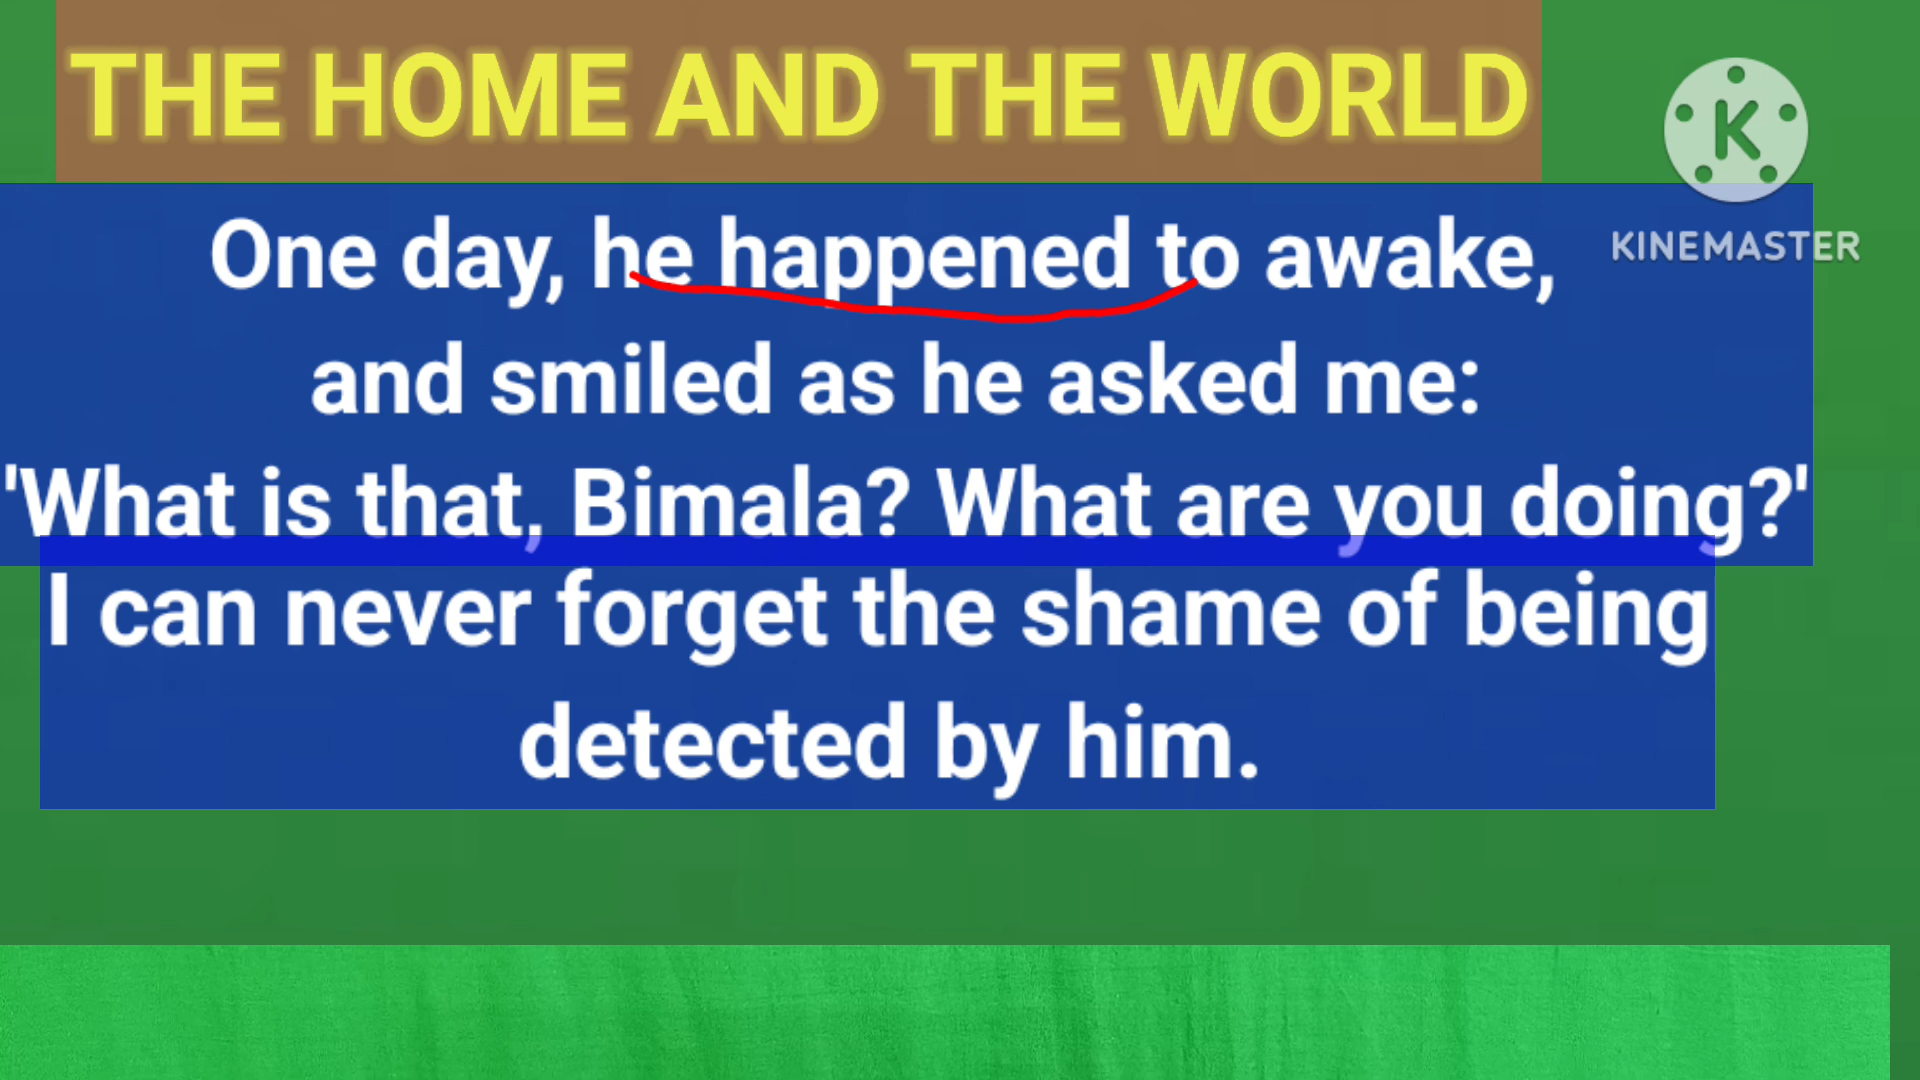 THE HOME AND THE WORLD
K
KINEMASTER
One day, he happened to awake,
and smiled as he asked me:
'What is that, Bimala? What are you doing?'
I can never forget the shame of being
detected by him.